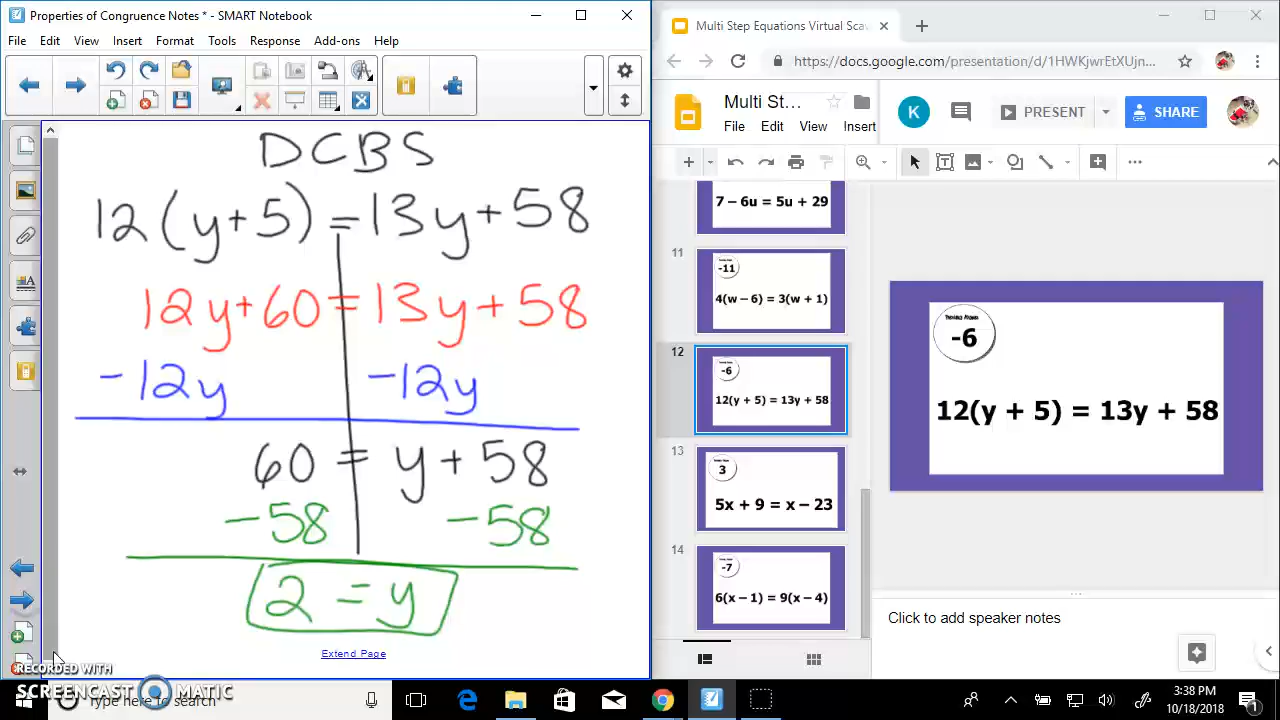 Properties of Congruence Notes * - SMART Notebook
File Edit View Insert Format Tools Response Add-ons Help
DCBS
12(y+5)=13y+58
12y+60=13y+58
-12y -12y
60 = y+58
-58 -58
2 = y
Extend Page
RECORDED WITH
SCREENCAST MATIC
Multi Step Equations Virtual Scav
https://docs.google.com/presentation/d/1HWKjwrEtXUjn...
Multi St...
File Edit View Insert
K
PRESENT
SHARE
7 – 6u = 5u + 29
11
-11
4(w – 6) = 3(w + 1)
12
-6
12(y + 5) = 13y + 58
13
3
5x + 9 = x – 23
14
-7
6(x – 1) = 9(x – 4)
-6
12(y + 5) = 13y + 58
Click to add speaker notes
Type here to search
3:38 PM
10/18/2018